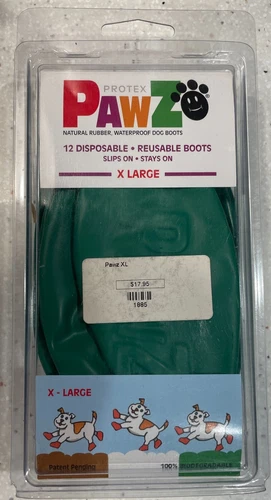 PROTEX
PAWZ
NATURAL RUBBER, WATERPROOF DOG BOOTS
12 DISPOSABLE • REUSABLE BOOTS
SLIPS ON • STAYS ON
X LARGE
Pawz XL
$17.95
1985
X - LARGE
Patent Pending
100% BIODEGRADABLE